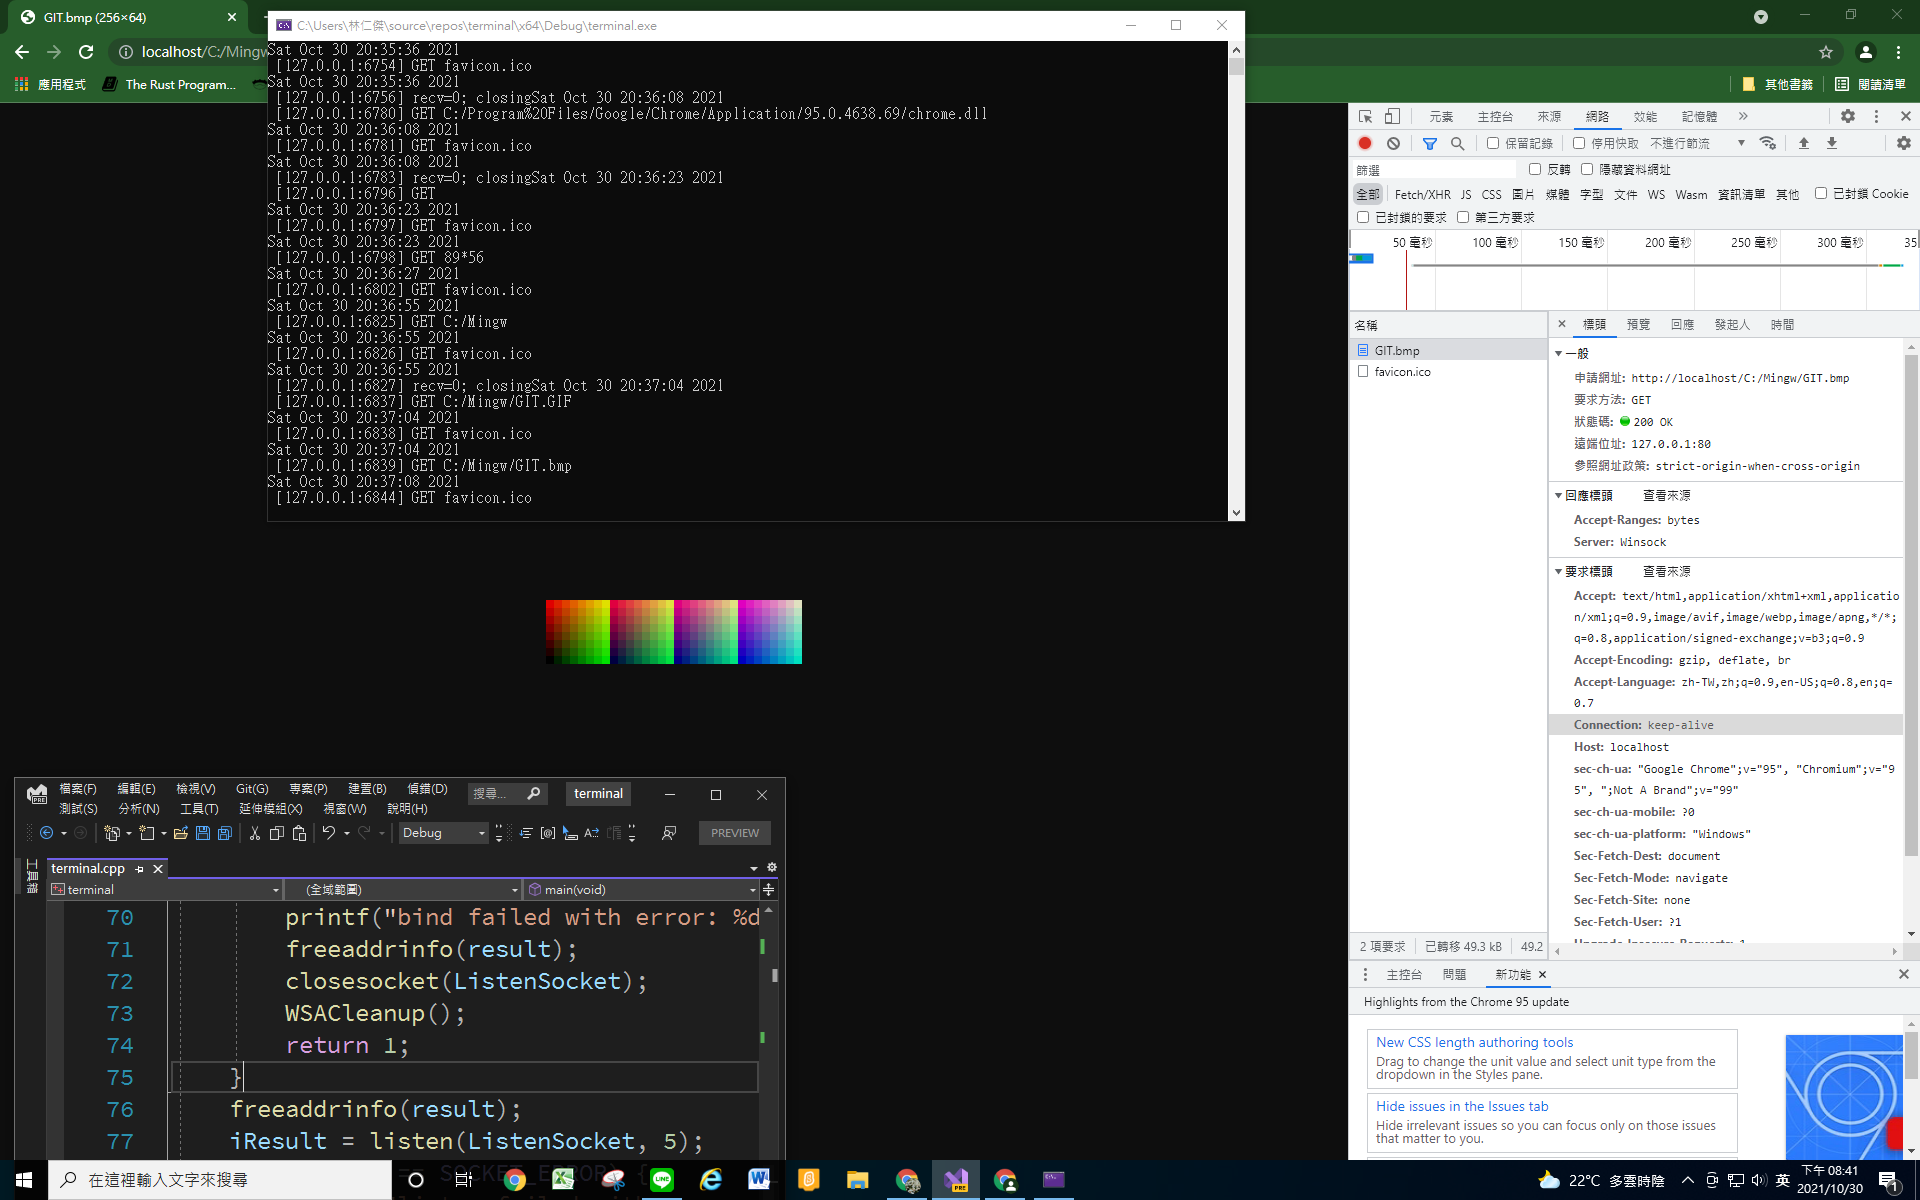 GIT.bmp (256×64)
localhost/C:/Mingw
應用程式
The Rust Program...
其他書籤
閱讀清單
C:\Users\林仁傑\source\repos\terminal\x64\Debug\terminal.exe
Sat Oct 30 20:35:36 2021
[127.0.0.1:6754] GET favicon.ico
Sat Oct 30 20:35:36 2021
[127.0.0.1:6756] recv=0; closingSat Oct 30 20:36:08 2021
[127.0.0.1:6780] GET C:/Program%20Files/Google/Chrome/Application/95.0.4638.69/chrome.dll
Sat Oct 30 20:36:08 2021
[127.0.0.1:6781] GET favicon.ico
Sat Oct 30 20:36:08 2021
[127.0.0.1:6783] recv=0; closingSat Oct 30 20:36:23 2021
[127.0.0.1:6796] GET
Sat Oct 30 20:36:23 2021
[127.0.0.1:6797] GET favicon.ico
Sat Oct 30 20:36:23 2021
[127.0.0.1:6798] GET 89*56
Sat Oct 30 20:36:27 2021
[127.0.0.1:6802] GET favicon.ico
Sat Oct 30 20:36:55 2021
[127.0.0.1:6825] GET C:/Mingw
Sat Oct 30 20:36:55 2021
[127.0.0.1:6826] GET favicon.ico
Sat Oct 30 20:36:55 2021
[127.0.0.1:6827] recv=0; closingSat Oct 30 20:37:04 2021
[127.0.0.1:6837] GET C:/Mingw/GIT.GIF
Sat Oct 30 20:37:04 2021
[127.0.0.1:6838] GET favicon.ico
Sat Oct 30 20:37:04 2021
[127.0.0.1:6839] GET C:/Mingw/GIT.bmp
Sat Oct 30 20:37:08 2021
[127.0.0.1:6844] GET favicon.ico
元素 主控台 來源 網路 效能 記憶體
保留記錄 停用快取 不進行節流
篩選 反轉 隱藏資料網址
全部 Fetch/XHR JS CSS 圖片 媒體 字型 文件 WS Wasm 資訊清單 其他 已封鎖 Cookie
已封鎖的要求 第三方要求
50 毫秒 100 毫秒 150 毫秒 200 毫秒 250 毫秒 300 毫秒 35
名稱
GIT.bmp
favicon.ico
標頭 預覽 回應 發起人 時間
一般
申請網址: http://localhost/C:/Mingw/GIT.bmp
要求方法: GET
狀態碼: 200 OK
遠端位址: 127.0.0.1:80
參照網址政策: strict-origin-when-cross-origin
回應標頭 查看來源
Accept-Ranges: bytes
Server: Winsock
要求標頭 查看來源
Accept: text/html,application/xhtml+xml,applicatio
n/xml;q=0.9,image/avif,image/webp,image/apng,*/*;
q=0.8,application/signed-exchange;v=b3;q=0.9
Accept-Encoding: gzip, deflate, br
Accept-Language: zh-TW,zh;q=0.9,en-US;q=0.8,en;q=
0.7
Connection: keep-alive
Host: localhost
sec-ch-ua: "Google Chrome";v="95", "Chromium";v="9
5", ";Not A Brand";v="99"
sec-ch-ua-mobile: ?0
sec-ch-ua-platform: "Windows"
Sec-Fetch-Dest: document
Sec-Fetch-Mode: navigate
Sec-Fetch-Site: none
Sec-Fetch-User: ?1
2 項要求 已轉移 49.3 kB 49.2
主控台 問題 新功能
Highlights from the Chrome 95 update
New CSS length authoring tools
Drag to change the unit value and select unit type from the
dropdown in the Styles pane.
Hide issues in the Issues tab
Hide irrelevant issues so you can focus only on those issues
that matter to you.
檔案(F) 編輯(E) 檢視(V) Git(G) 專案(P) 建置(B) 偵錯(D) 搜尋... terminal
測試(S) 分析(N) 工具(T) 延伸模組(X) 視窗(W) 說明(H)
Debug PREVIEW
terminal.cpp
terminal (全域範圍) main(void)
70 printf("bind failed with error: %d
71 freeaddrinfo(result);
72 closesocket(ListenSocket);
73 WSACleanup();
74 return 1;
75 }
76 freeaddrinfo(result);
77 iResult = listen(ListenSocket, 5);
在這裡輸入文字來搜尋
22°C 多雲時陰 英 下午 08:41
2021/10/30
1